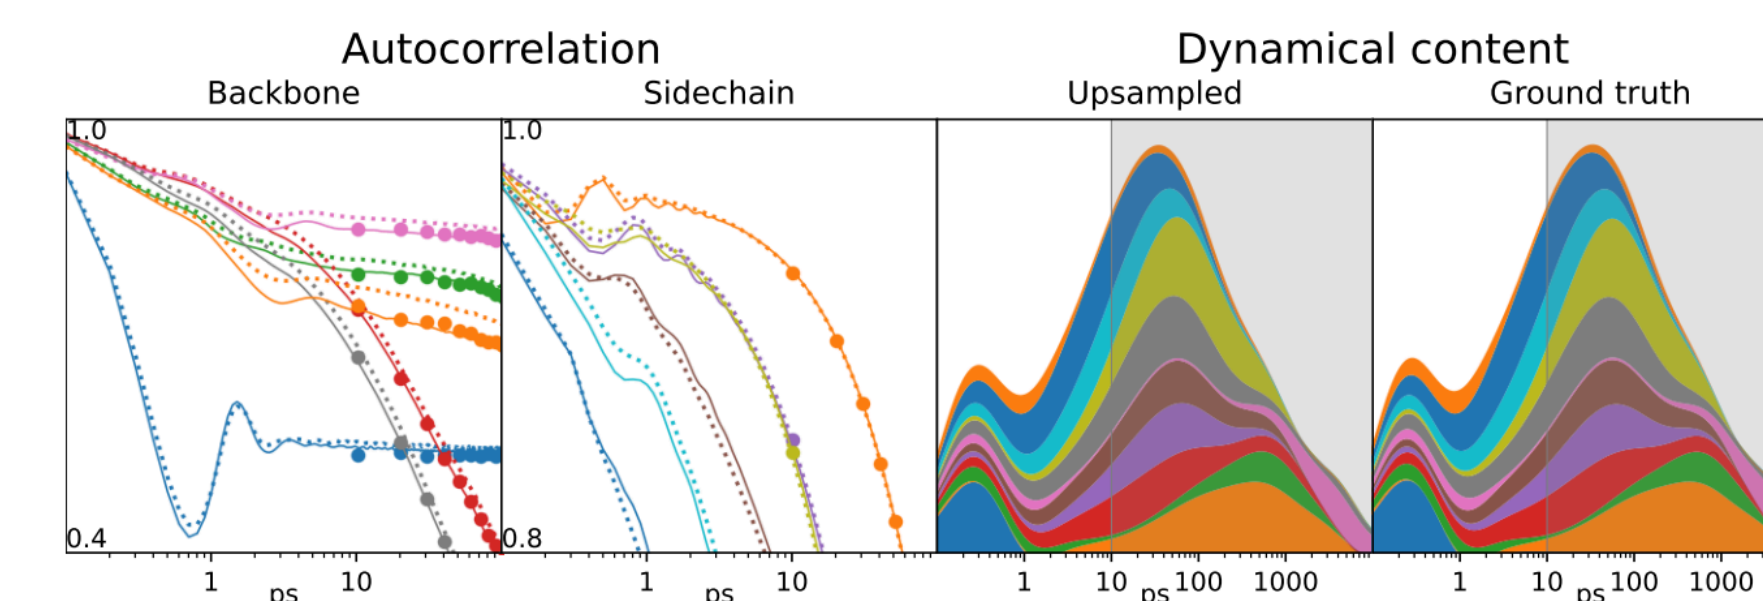 Autocorrelation Dynamical content
Backbone Sidechain Upsampled Ground truth
1.0 1.0
0.4 0.8
1 10 1 10 1 10 100 1000 1 10 100 1000
ps ps ps ps